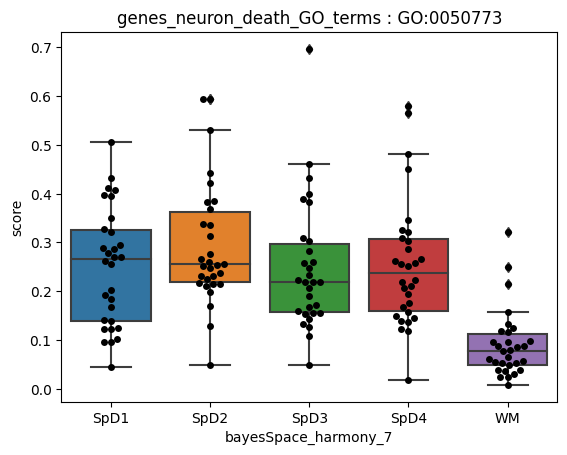 genes_neuron_death_GO_terms : GO:0050773
score
0.7
0.6
0.5
0.4
0.3
0.2
0.1
0.0
SpD1 SpD2 SpD3 SpD4 WM
bayesSpace_harmony_7